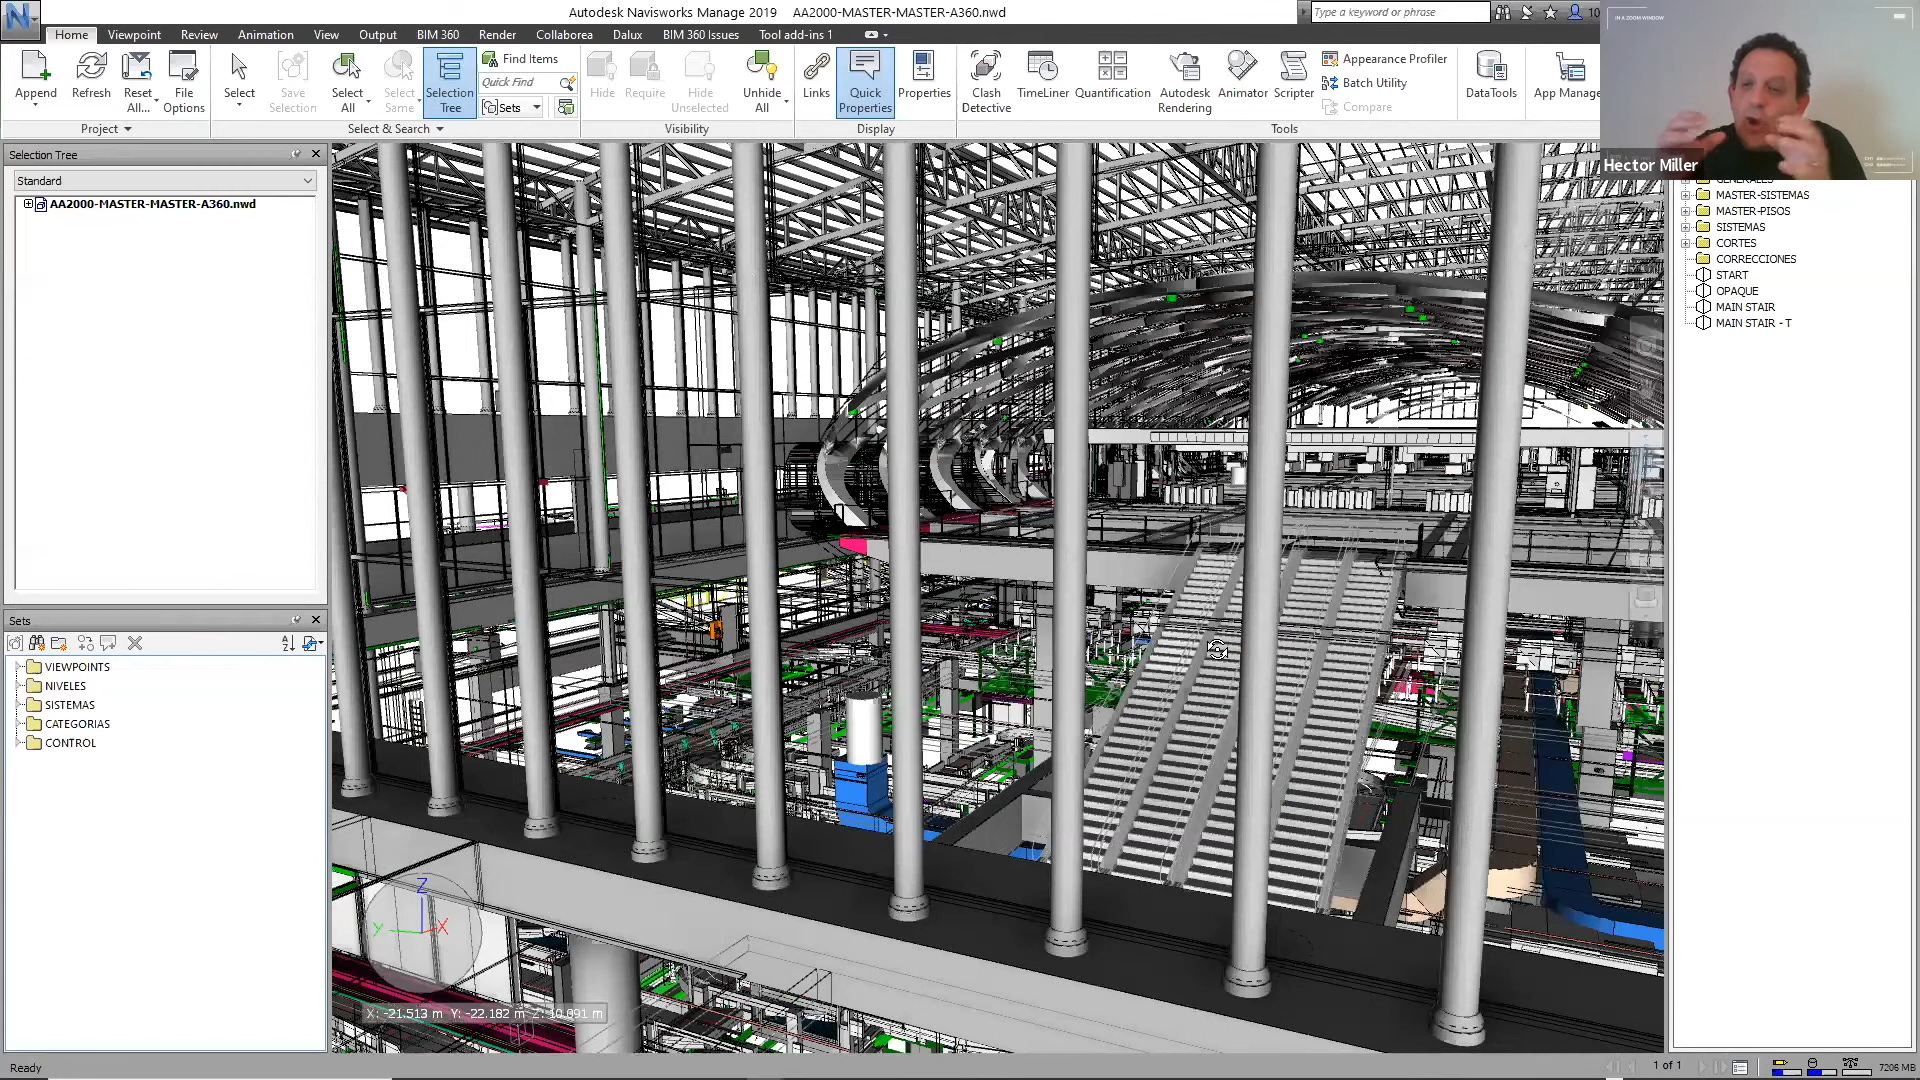 Autodesk Navisworks Manage 2019 AA2000-MASTER-MASTER-A360.nwd
Type a keyword or phrase
10
IN A ZOOM WINDOW
Home Viewpoint Review Animation View Output BIM 360 Render Collaborea Dalux BIM 360 Issues Tool add-ins 1
Append
Refresh
Reset All...
File Options
Select
Save Selection
Select All
Select Same
Selection Tree
Find Items
Quick Find
Sets
Hide
Require
Hide Unselected
Unhide All
Links
Quick Properties
Properties
Clash Detective
TimeLiner
Quantification
Autodesk Rendering
Animator
Scripter
Appearance Profiler
Batch Utility
Compare
DataTools
App Manage
Project
Select & Search
Visibility
Display
Tools
Hector Miller
Selection Tree
Standard
AA2000-MASTER-MASTER-A360.nwd
Sets
VIEWPOINTS
NIVELES
SISTEMAS
CATEGORIAS
CONTROL
GENERALES
MASTER-SISTEMAS
MASTER-PISOS
SISTEMAS
CORTES
CORRECCIONES
START
OPAQUE
MAIN STAIR
MAIN STAIR - T
Z
Y
X
X: -21.513 m Y: -22.182 m Z: 10.891 m
Ready
1 of 1
7206 MB